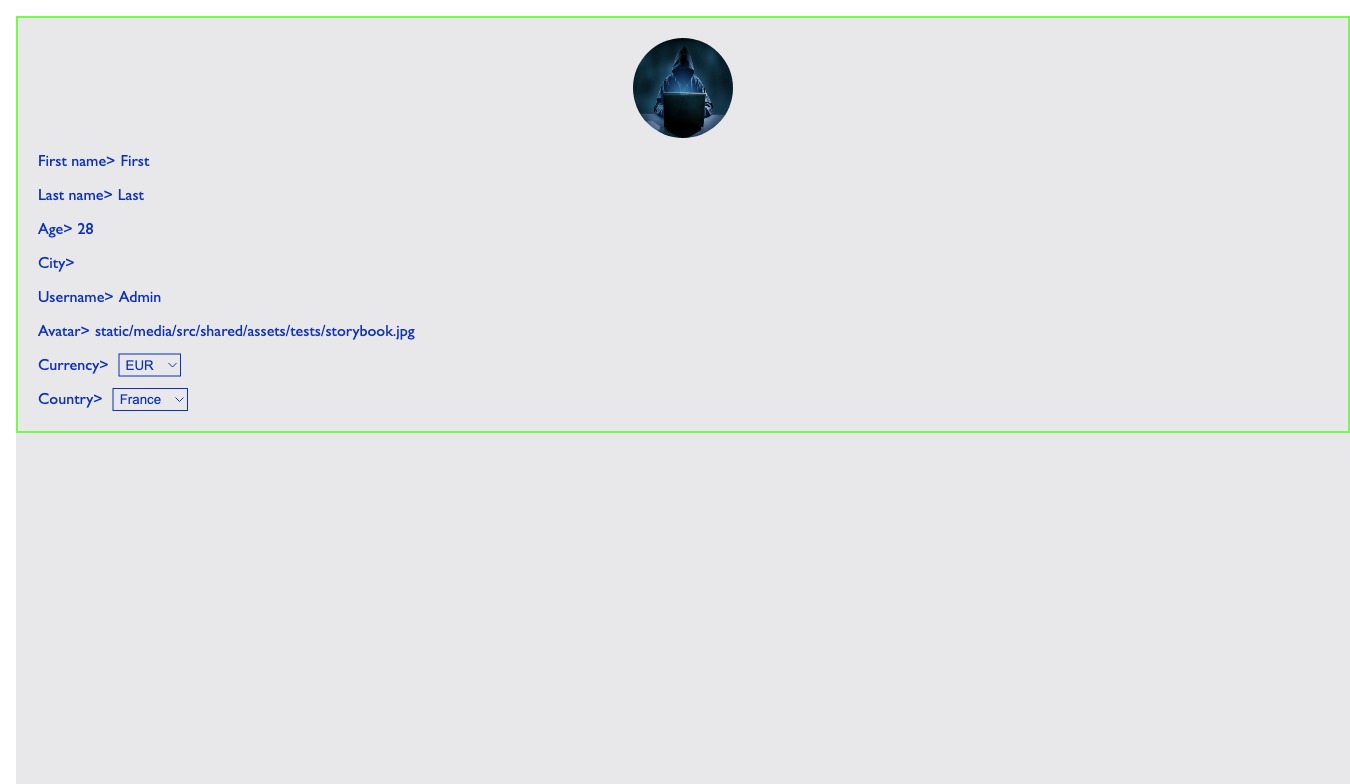 First name> First
Last name> Last
Age> 28
City>
Username> Admin
Avatar> static/media/src/shared/assets/tests/storybook.jpg
Currency> EUR
Country> France